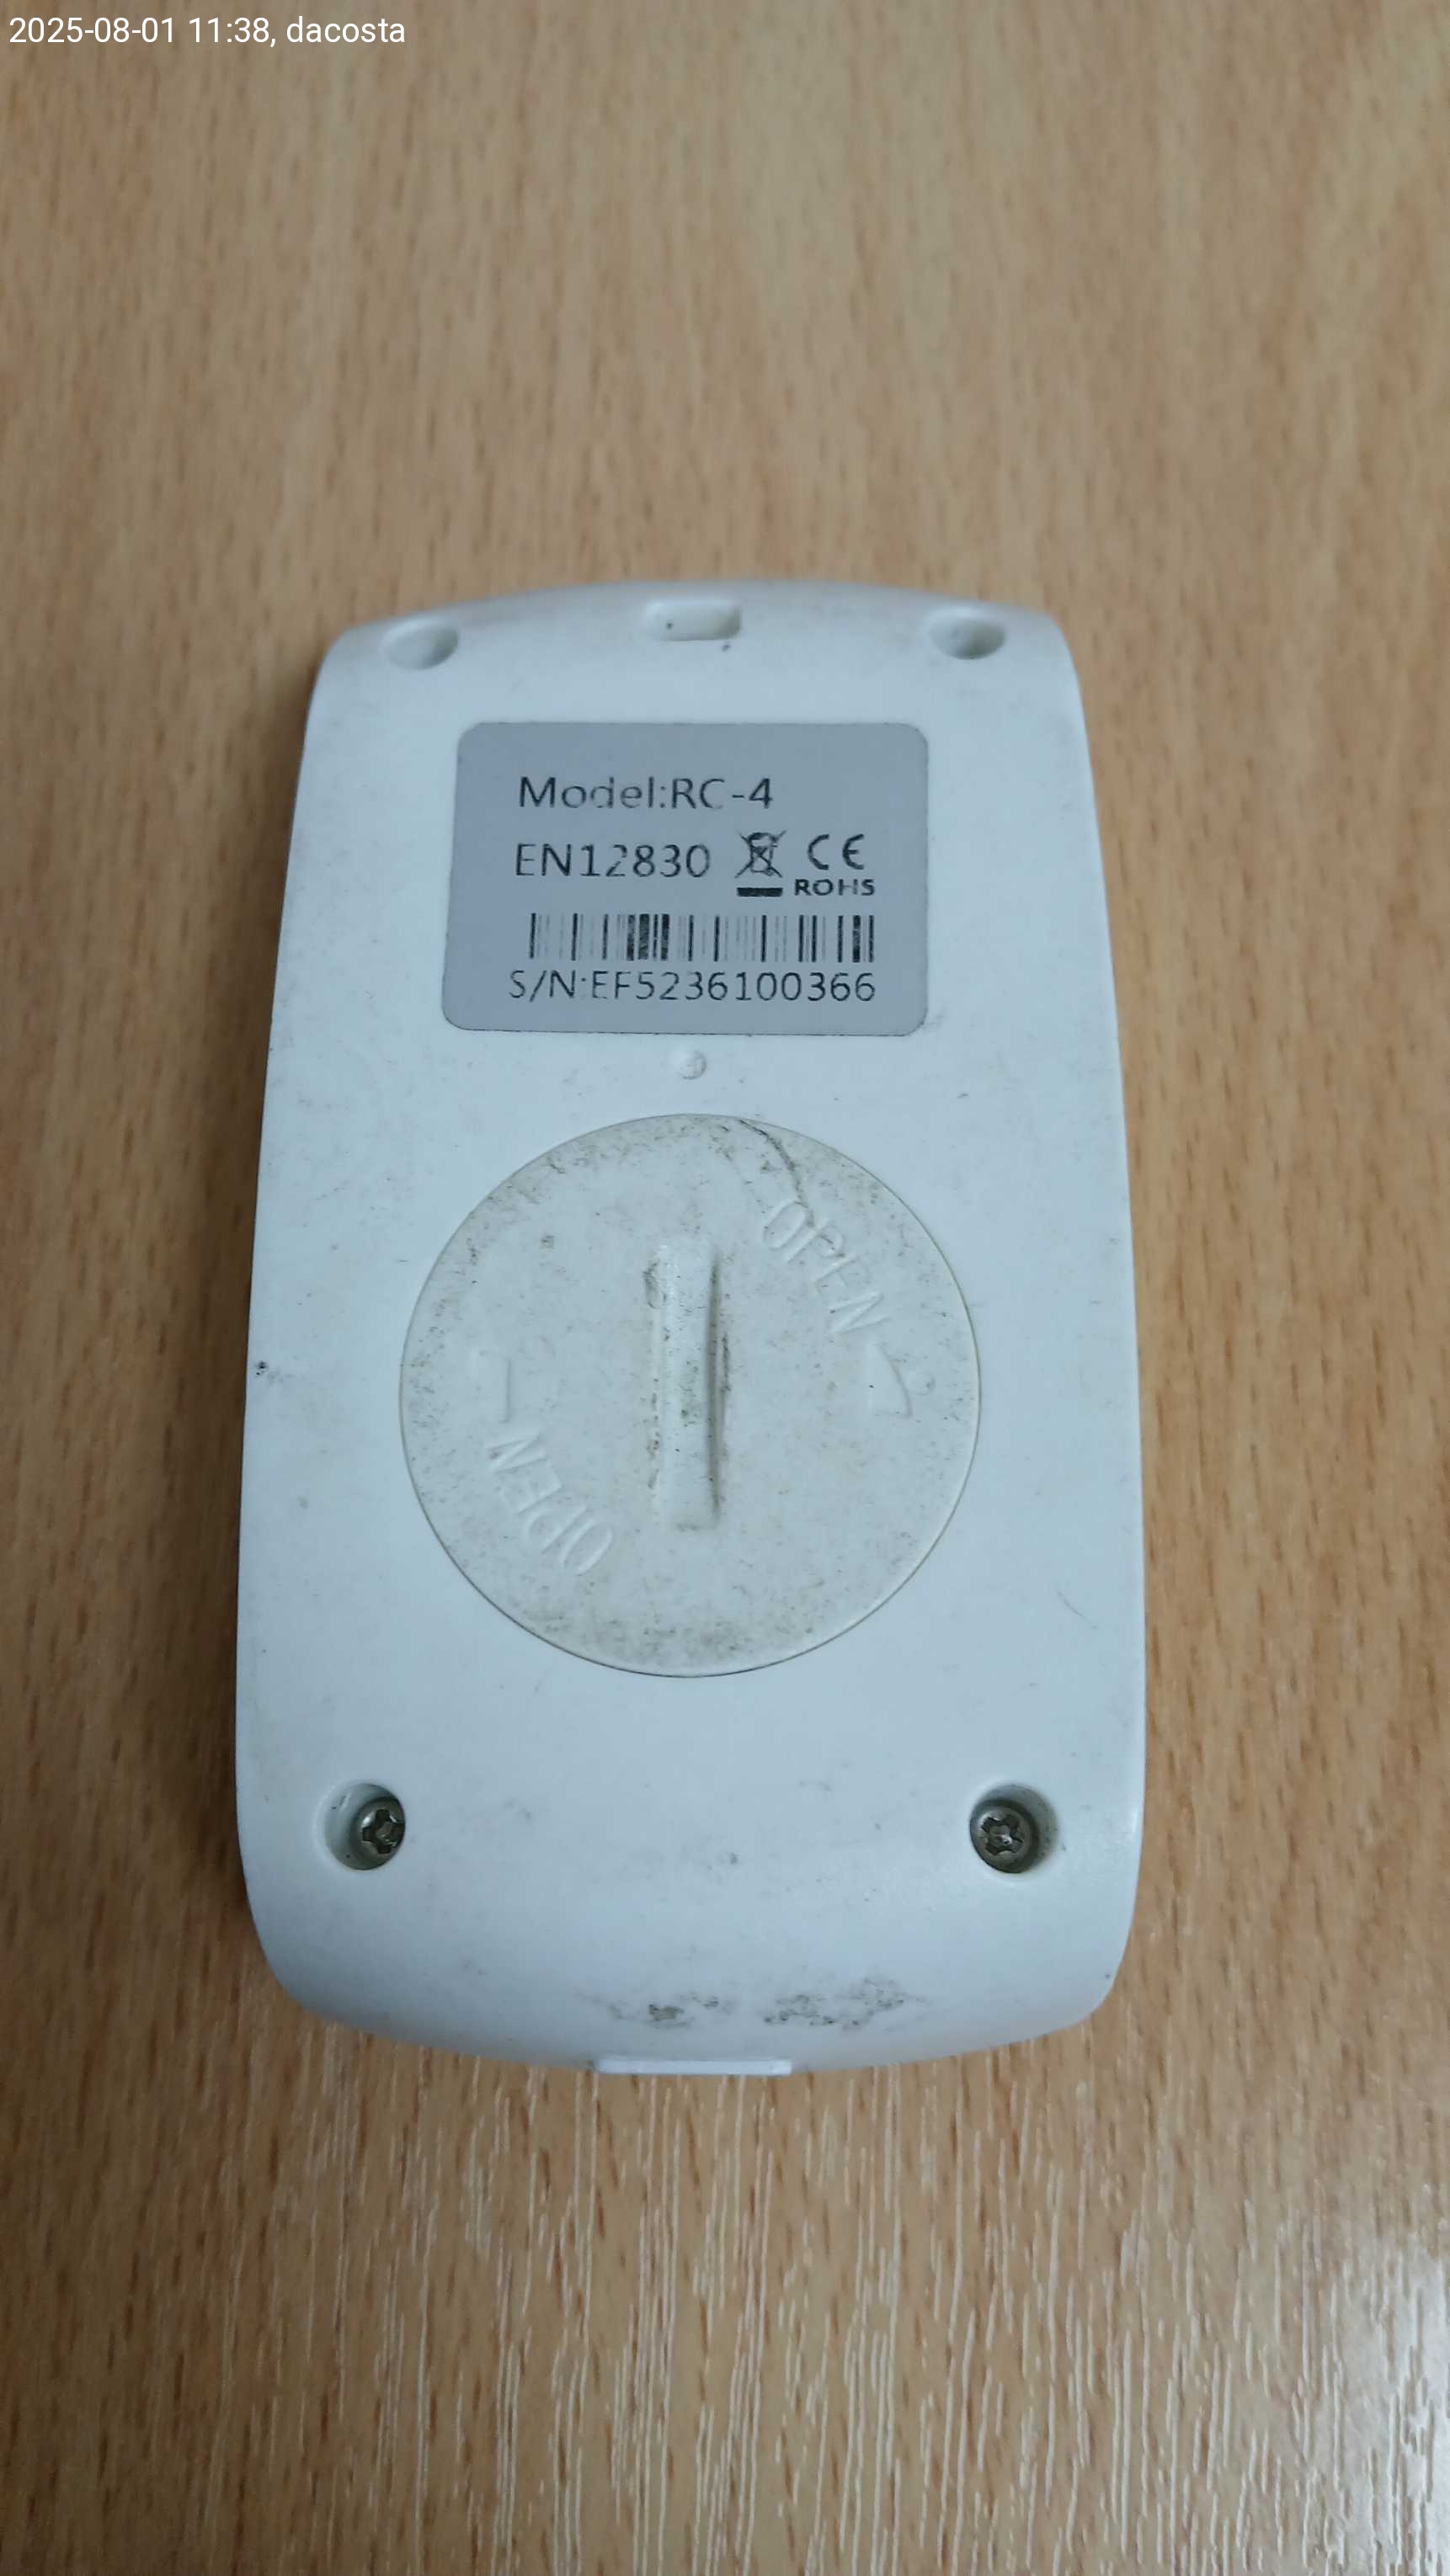 2025-08-01 11:38, dacosta
Model:RC-4
EN12830 CE
ROHS
S/N:EF5236100366
OPEN
OPEN